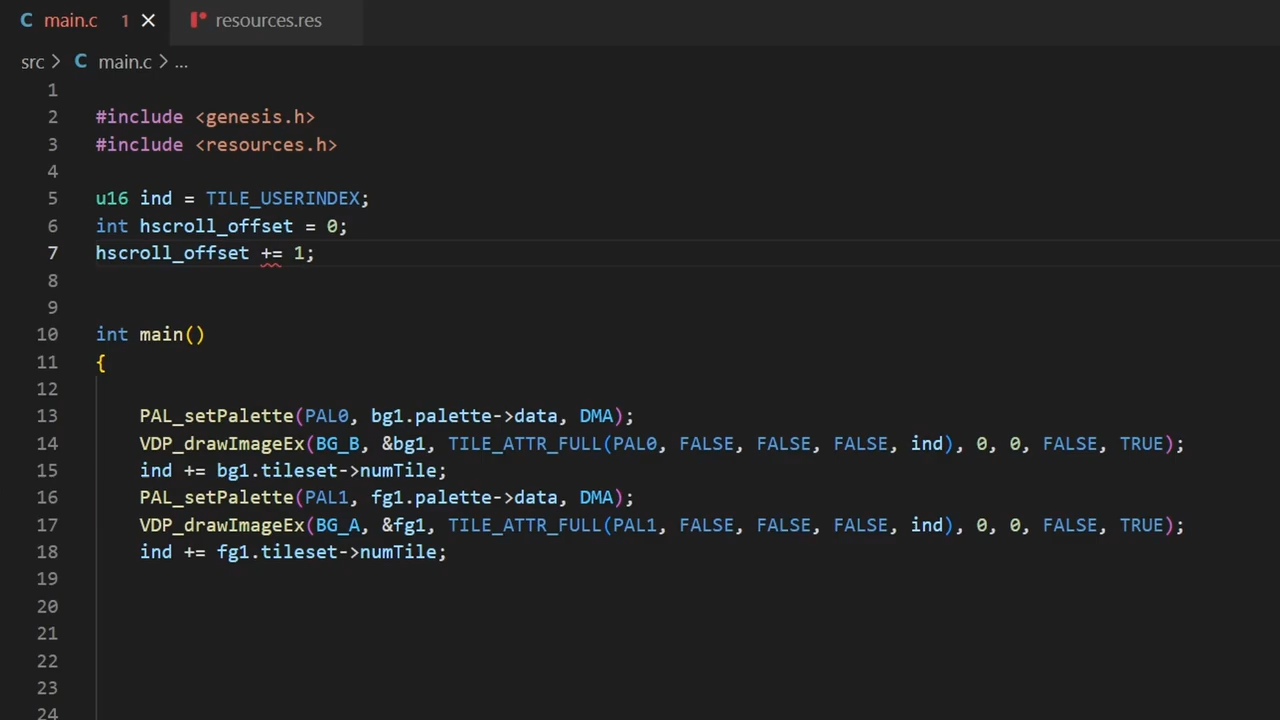 main.c 1 resources.res
src > main.c > ...
1
2 #include <genesis.h>
3 #include <resources.h>
4
5 u16 ind = TILE_USERINDEX;
6 int hscroll_offset = 0;
7 hscroll_offset += 1;
8
9
10 int main()
11 {
12
13 PAL_setPalette(PAL0, bg1.palette->data, DMA);
14 VDP_drawImageEx(BG_B, &bg1, TILE_ATTR_FULL(PAL0, FALSE, FALSE, FALSE, ind), 0, 0, FALSE, TRUE);
15 ind += bg1.tileset->numTile;
16 PAL_setPalette(PAL1, fg1.palette->data, DMA);
17 VDP_drawImageEx(BG_A, &fg1, TILE_ATTR_FULL(PAL1, FALSE, FALSE, FALSE, ind), 0, 0, FALSE, TRUE);
18 ind += fg1.tileset->numTile;
19
20
21
22
23
24